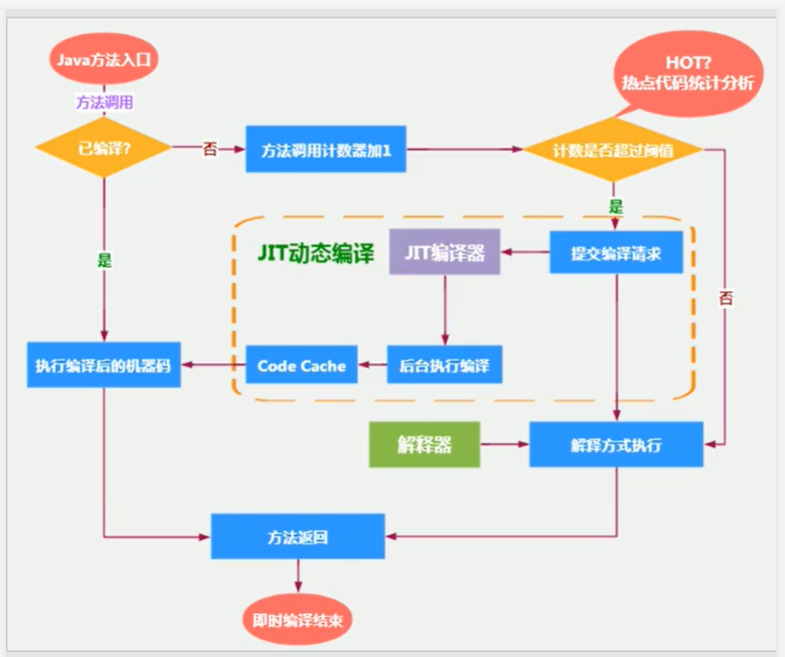 Java方法入口
HOT?
热点代码统计分析
方法调用
已编译?
否
方法调用计数器加1
计数是否超过阈值
是
JIT动态编译
JIT编译器
提交编译请求
是
否
执行编译后的机器码
Code Cache
后台执行编译
解释器
解释方式执行
方法返回
即时编译结束